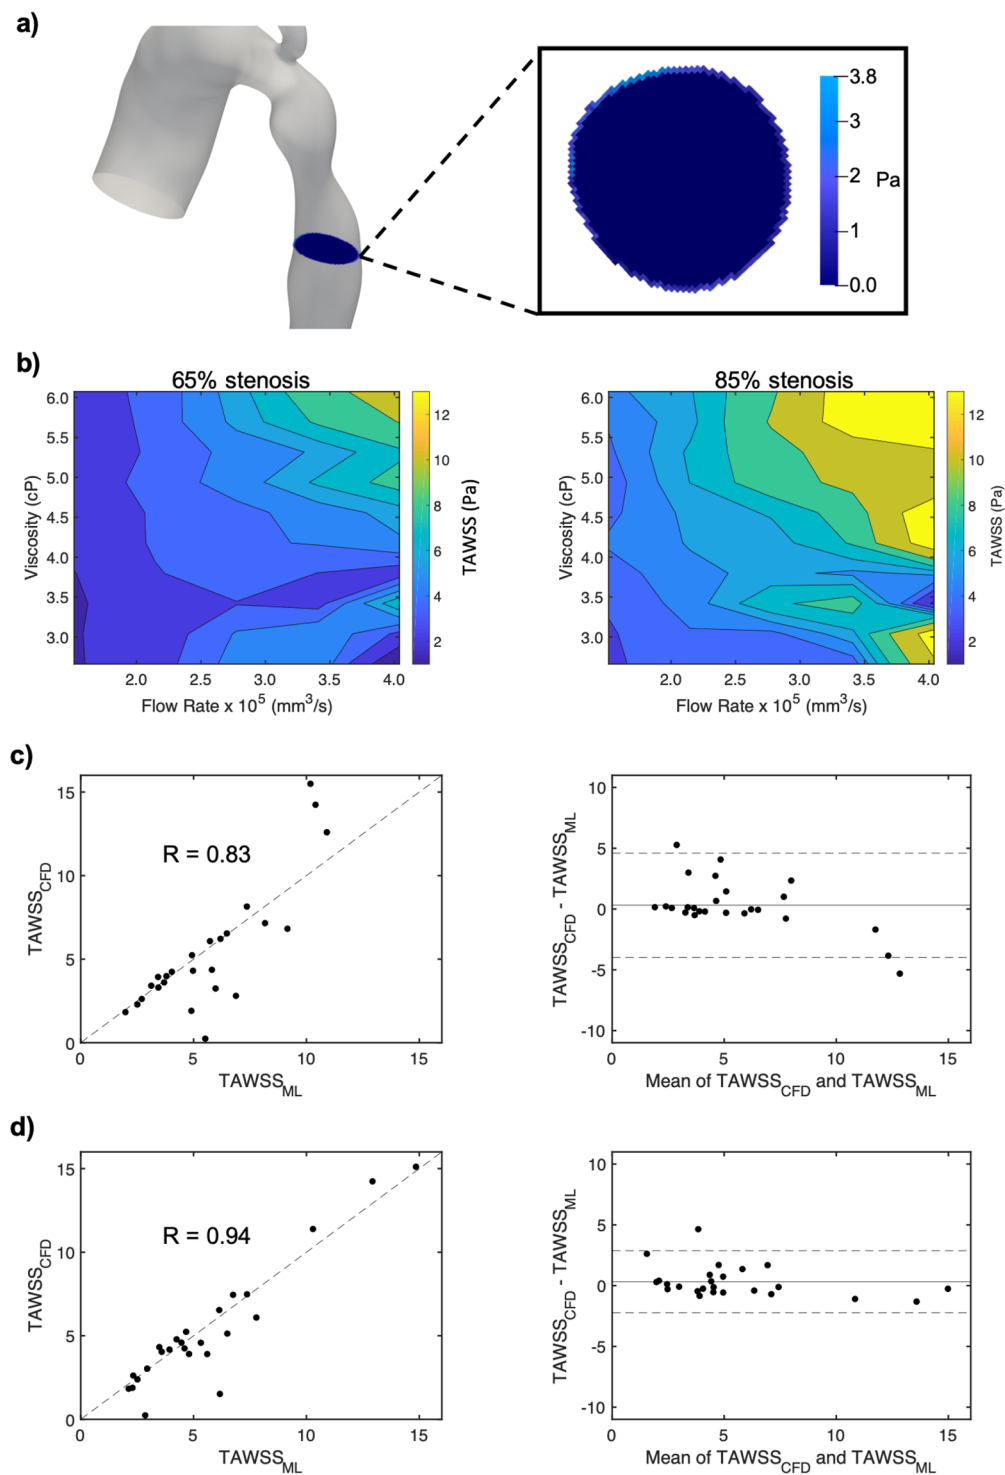 a)
3.8
3
2
Pa
1
0.0
b)
65% stenosis
6.0
5.5
5.0
4.5
4.0
3.5
3.0
Viscosity (cP)
2.0 2.5 3.0 3.5 4.0
Flow Rate x 10⁵ (mm³/s)
12
10
8
6
4
2
TAWSS (Pa)
85% stenosis
6.0
5.5
5.0
4.5
4.0
3.5
3.0
Viscosity (cP)
2.0 2.5 3.0 3.5 4.0
Flow Rate x 10⁵ (mm³/s)
12
10
8
6
4
2
TAWSS (Pa)
c)
15
10
5
0
TAWSS_CFD
R = 0.83
0 5 10 15
TAWSS_ML
10
5
0
-5
-10
TAWSS_CFD - TAWSS_ML
0 5 10 15
Mean of TAWSS_CFD and TAWSS_ML
d)
15
10
5
0
TAWSS_CFD
R = 0.94
0 5 10 15
TAWSS_ML
10
5
0
-5
-10
TAWSS_CFD - TAWSS_ML
0 5 10 15
Mean of TAWSS_CFD and TAWSS_ML